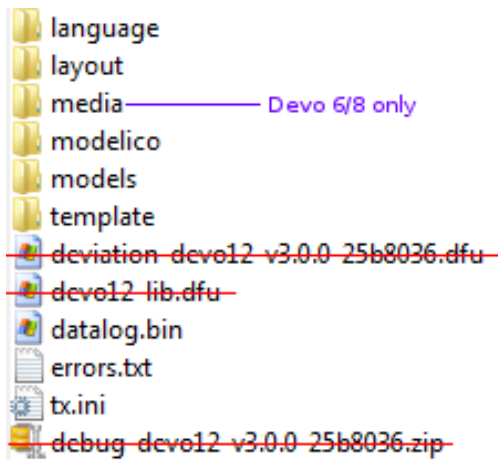 language
layout
media Devo 6/8 only
modelico
models
template
deviation devo12 v3.0.0 25b8036.dfu
devo12 lib.dfu
datalog.bin
errors.txt
tx.ini
debug devo12 v3.0.0 25b8036.zip